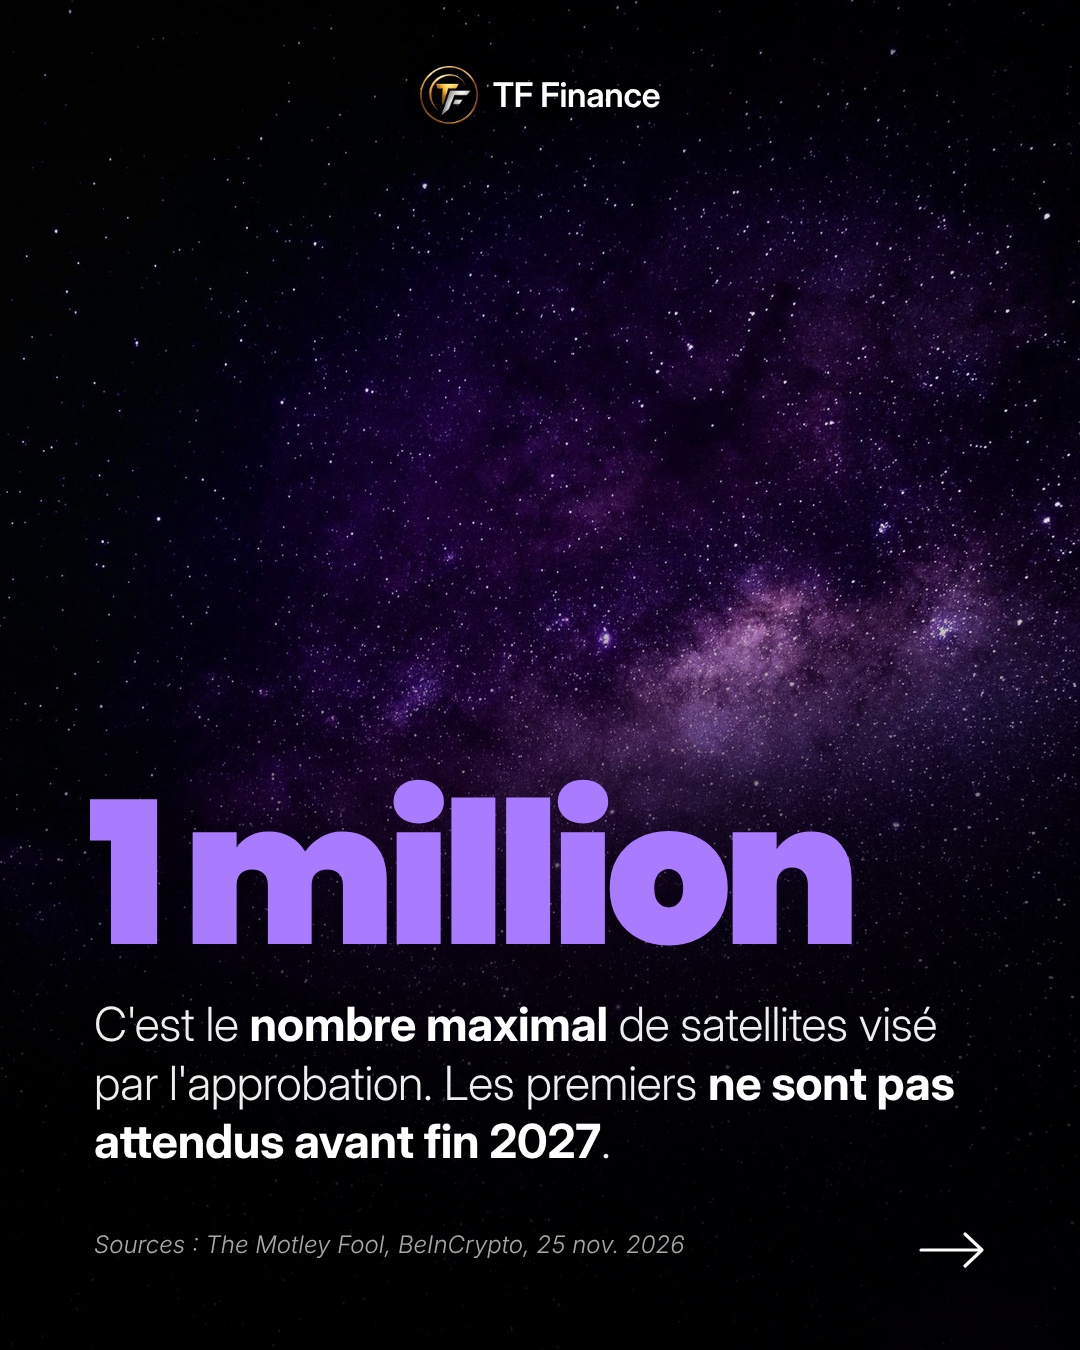 TF Finance
1 million
C'est le nombre maximal de satellites visé
par l'approbation. Les premiers ne sont pas
attendus avant fin 2027.
Sources : The Motley Fool, BeInCrypto, 25 nov. 2026